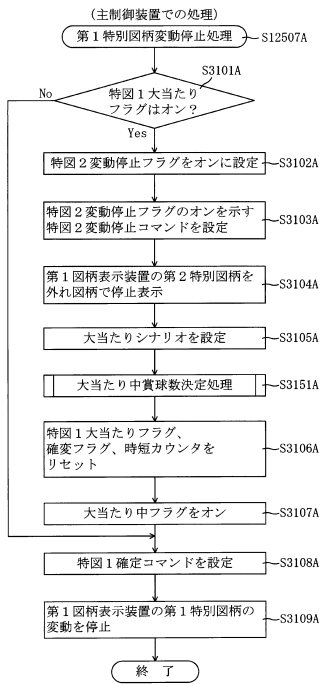 (主制御装置での処理)
第1特別図柄変動停止処理
S12507A
S3101A
特図1大当たり
フラグはオン?
No
Yes
特図2変動停止フラグをオンに設定
S3102A
特図2変動停止フラグのオンを示す
特図2変動停止コマンドを設定
S3103A
第1図柄表示装置の第2特別図柄を
外れ図柄で停止表示
S3104A
大当たりシナリオを設定
S3105A
大当たり中賞球数決定処理
S3151A
特図1大当たりフラグ、
確変フラグ、時短カウンタを
リセット
S3106A
大当たり中フラグをオン
S3107A
特図1確定コマンドを設定
S3108A
第1図柄表示装置の第1特別図柄の
変動を停止
S3109A
終 了